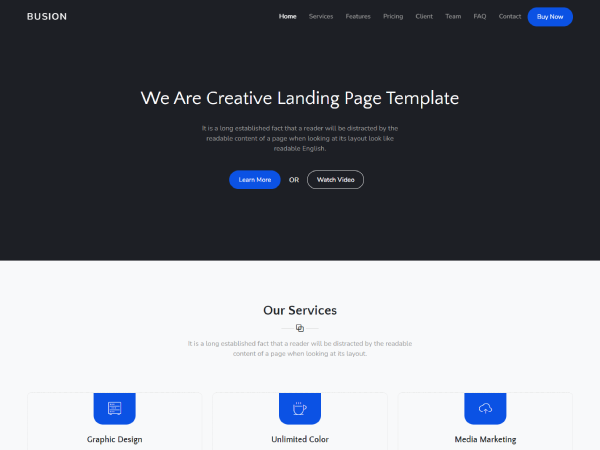 BUSION
Home Services Features Pricing Client Team FAQ Contact Buy Now
We Are Creative Landing Page Template
It is a long established fact that a reader will be distracted by the
readable content of a page when looking at its layout look like
readable English.
Learn More OR Watch Video
Our Services
It is a long established fact that a reader will be distracted by the readable
content of a page when looking at its layout.
Graphic Design Unlimited Color Media Marketing